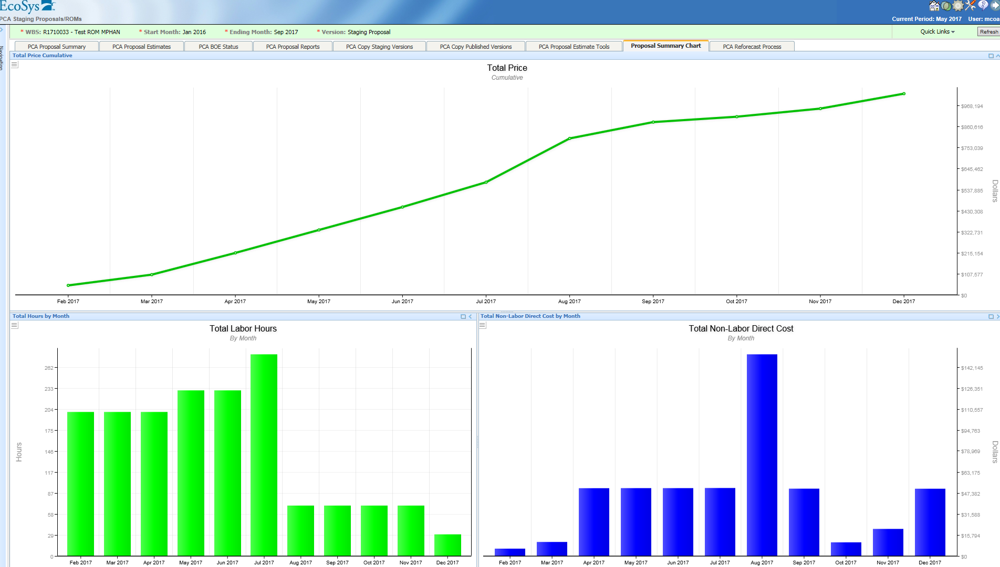 EcoSys™
PCA Staging Proposals/ROMs
Current Period: May 2017 User: mcoa
* WBS: R1710033 - Test ROM MPHAN * Start Month: Jan 2016 * Ending Month: Sep 2017 * Version: Staging Proposal Quick Links Refresh
Navigation
PCA Proposal Summary PCA Proposal Estimates PCA BOE Status PCA Proposal Reports PCA Copy Staging Versions PCA Copy Published Versions PCA Proposal Estimate Tools Proposal Summary Chart PCA Reforecast Process
Total Price Cumulative
Total Price
Cumulative
$968,194
$860,616
$753,039
$645,462
$537,885
$430,308
$322,731
$215,154
$107,577
$0
Dollars
Feb 2017 Mar 2017 Apr 2017 May 2017 Jun 2017 Jul 2017 Aug 2017 Sep 2017 Oct 2017 Nov 2017 Dec 2017
Total Hours by Month
Total Labor Hours
By Month
262
233
204
175
146
117
87
58
29
0
Hours
Feb 2017 Mar 2017 Apr 2017 May 2017 Jun 2017 Jul 2017 Aug 2017 Sep 2017 Oct 2017 Nov 2017 Dec 2017
Total Non-Labor Direct Cost by Month
Total Non-Labor Direct Cost
By Month
$142,145
$126,351
$110,557
$94,763
$78,969
$63,175
$47,382
$31,588
$15,794
$0
Dollars
Feb 2017 Mar 2017 Apr 2017 May 2017 Jun 2017 Jul 2017 Aug 2017 Sep 2017 Oct 2017 Nov 2017 Dec 2017